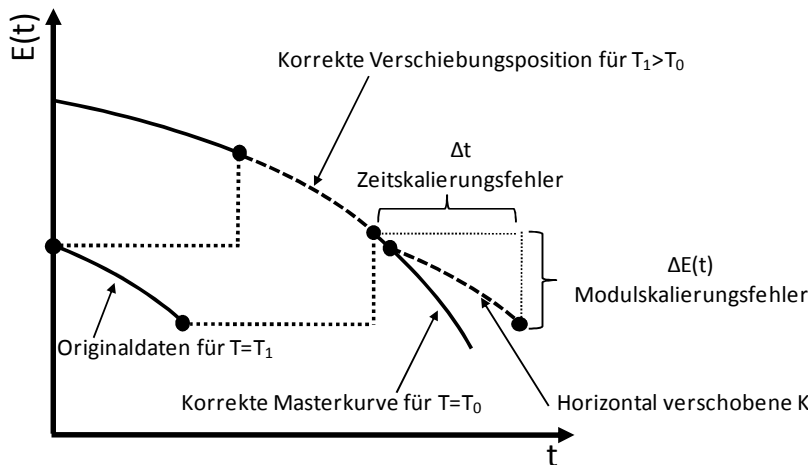 E(t)
Korrekte Verschiebungsposition für T₁>T₀
Δt
Zeitskalierungsfehler
ΔE(t)
Modulskalierungsfehler
Originaldaten für T=T₁
Korrekte Masterkurve für T=T₀
Horizontal verschobene K
t